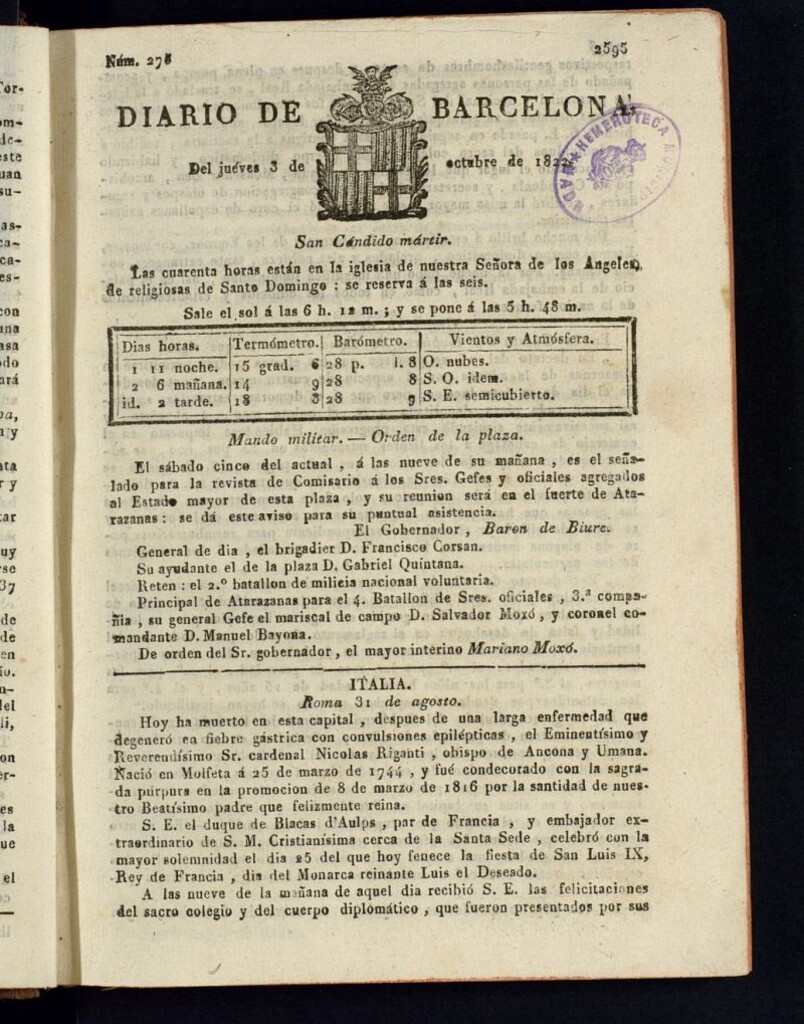 Núm. 276
2595
DIARIO DE BARCELONA,
Del juéves 3 de octubre de 1822.
HEMEROTECA
San Cándido mártir.
Las cuarenta horas están en la iglesia de nuestra Señora de los Angeles,
de religiosas de Santo Domingo : se reserva á las seis.
Sale el sol á las 6 h. 12 m. ; y se pone á las 5 h. 48 m.
Dias horas. Termómetro. Barómetro. Vientos y Atmósfera.
1 11 noche. 15 grad. 6 28 p. 1. 8 O. nubes.
2 6 mañana. 14 9 28 8 S. O. idem.
id. 2 tarde. 18 3 28 9 S. E. semicubierto.
Mando militar. — Orden de la plaza.
El sábado cinco del actual , á las nueve de su mañana , es el seña-
lado para la revista de Comisario á los Sres. Gefes y oficiales agregados
al Estado mayor de esta plaza , y su reunion será en el fuerte de Ata-
razanas : se dá este aviso para su puntual asistencia.
El Gobernador , Baron de Biure.
General de dia , el brigadier D. Francisco Corsan.
Su ayudante el de la plaza D. Gabriel Quintana.
Reten : el 2.º batallon de milicia nacional voluntaria.
Principal de Atarazanas para el 4. Batallon de Sres. oficiales , 3.ª compa-
ñia , su general Gefe el mariscal de campo D. Salvador Moxó , y coronel co-
mandante D. Manuel Bayona.
De orden del Sr. gobernador , el mayor interino Mariano Moxó.
ITALIA.
Roma 31 de agosto.
Hoy ha muerto en esta capital , despues de una larga enfermedad que
degeneró en fiebre gástrica con convulsiones epilépticas , el Eminentísimo y
Reverendísimo Sr. cardenal Nicolas Riganti , obispo de Ancona y Umana.
Nació en Molfeta á 25 de marzo de 1744 , y fué condecorado con la sagra-
da púrpura en la promocion de 8 de marzo de 1816 por la santidad de nues-
tro Beatísimo padre que felizmente reina.
S. E. el duque de Blacas d'Aulps , par de Francia , y embajador ex-
traordinario de S. M. Cristianísima cerca de la Santa Sede , celebró con la
mayor solemnidad el dia 25 del que hoy fenece la fiesta de San Luis IX,
Rey de Francia , dia del Monarca reinante Luis el Deseado.
A las nueve de la mañana de aquel dia recibió S. E. las felicitaciones
del sacro colegio y del cuerpo diplomático , que fueron presentados por sus